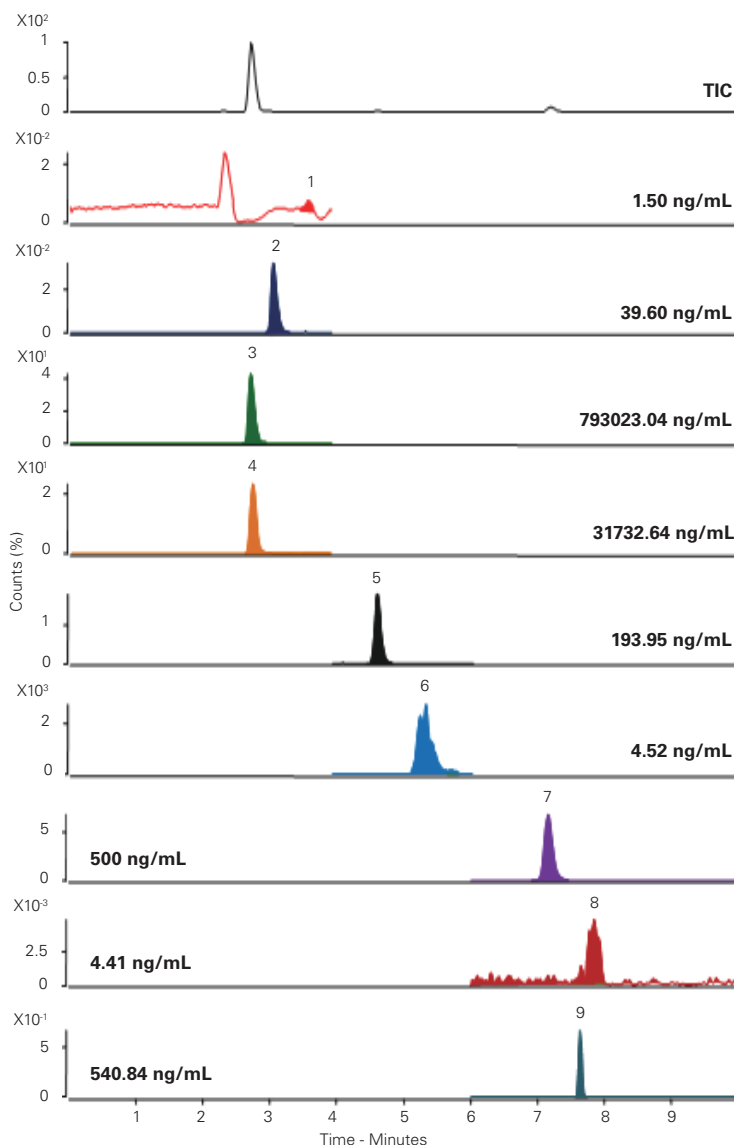 X10²
1
0.5
0
TIC
X10⁻²
2
0
1
1.50 ng/mL
X10⁻²
2
0
2
39.60 ng/mL
X10¹
4
2
0
3
793023.04 ng/mL
X10¹
2
0
4
31732.64 ng/mL
Counts (%)
1
0
5
193.95 ng/mL
X10³
2
0
6
4.52 ng/mL
5
0
7
500 ng/mL
X10⁻³
2.5
0
8
4.41 ng/mL
X10⁻¹
5
0
9
540.84 ng/mL
1 2 3 4 5 6 7 8 9
Time - Minutes